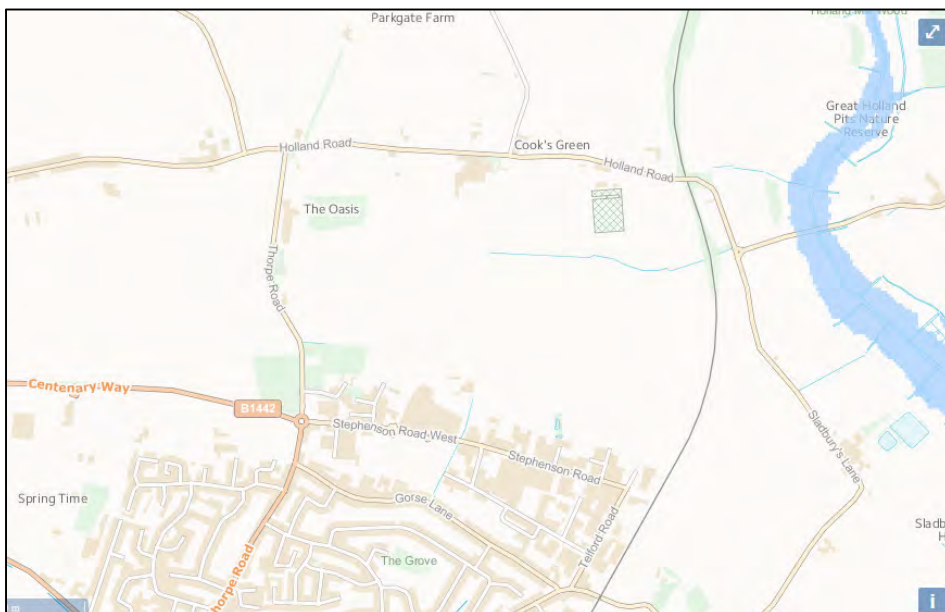 Parkgate Farm
Great Holland
Pits Nature
Reserve
Holland Road
Cook's Green
Holland Road
The Oasis
Thorpe Road
Centenary Way
B1442
Stephenson Road West
Stephenson Road
Sladbury's Lane
Spring Time
Gorse Lane
Telford Road
The Grove
Thorpe Road
m
i